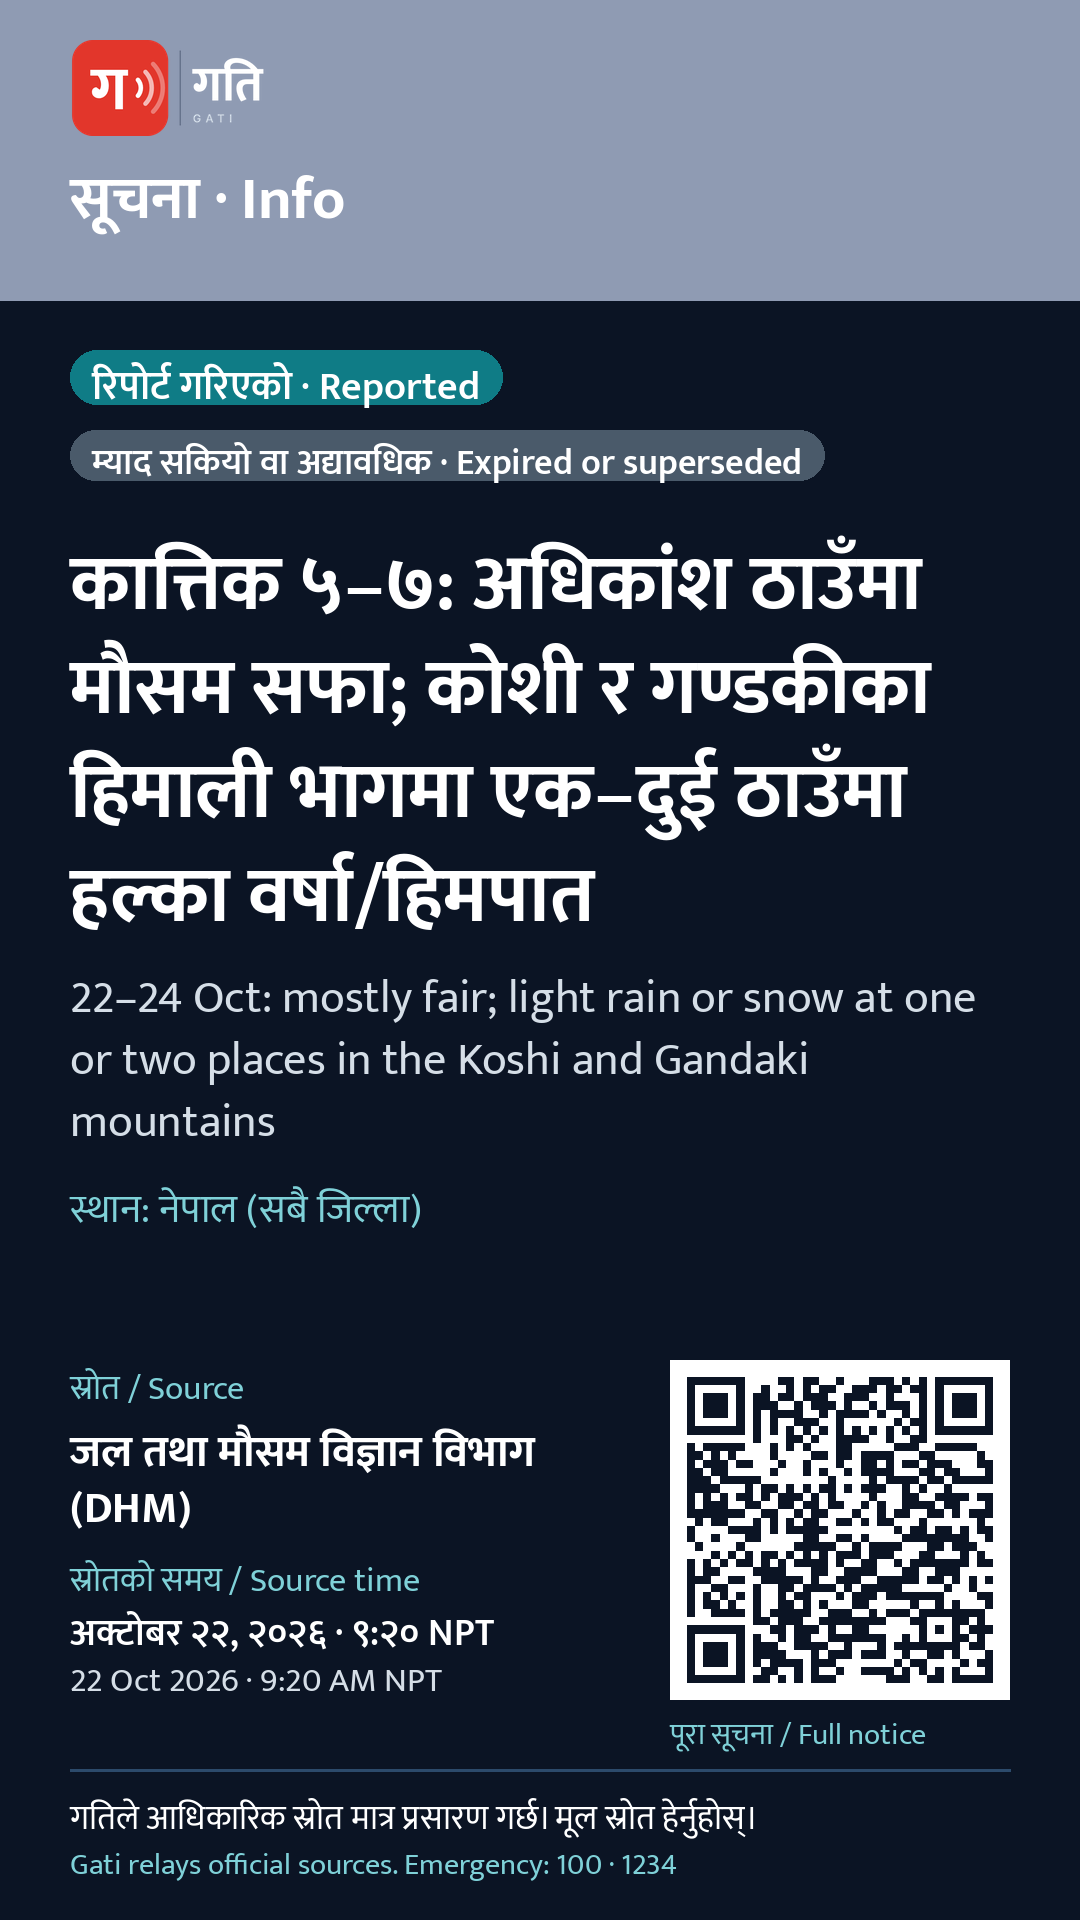 ग
गति
GATI
सूचना · Info
रिपोर्ट गरिएको · Reported
म्याद सकियो वा अद्यावधिक · Expired or superseded
कात्तिक ५–७: अधिकांश ठाउँमा
मौसम सफा; कोशी र गण्डकीका
हिमाली भागमा एक–दुई ठाउँमा
हल्का वर्षा/हिमपात
22–24 Oct: mostly fair; light rain or snow at one
or two places in the Koshi and Gandaki
mountains
स्थान: नेपाल (सबै जिल्ला)
स्रोत / Source
जल तथा मौसम विज्ञान विभाग
(DHM)
स्रोतको समय / Source time
अक्टोबर २२, २०२६ · ९:२० NPT
22 Oct 2026 · 9:20 AM NPT
पूरा सूचना / Full notice
गतिले आधिकारिक स्रोत मात्र प्रसारण गर्छ। मूल स्रोत हेर्नुहोस्।
Gati relays official sources. Emergency: 100 · 1234